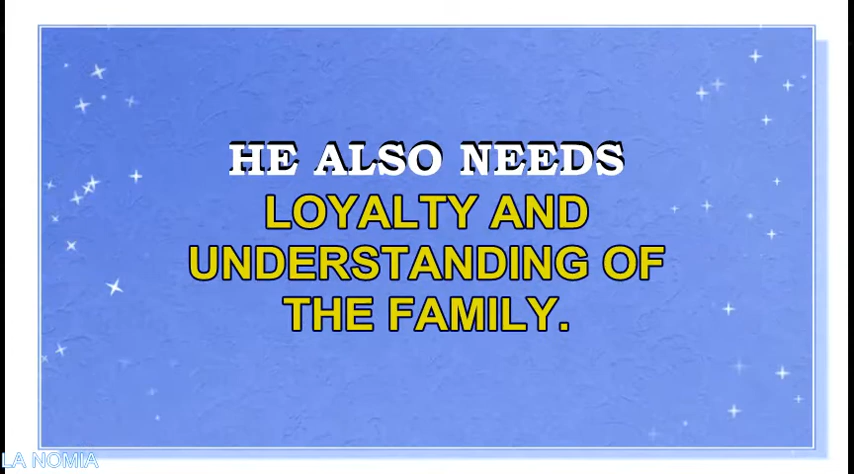 HE ALSO NEEDS
LOYALTY AND
UNDERSTANDING OF
THE FAMILY.
LA NOMIA